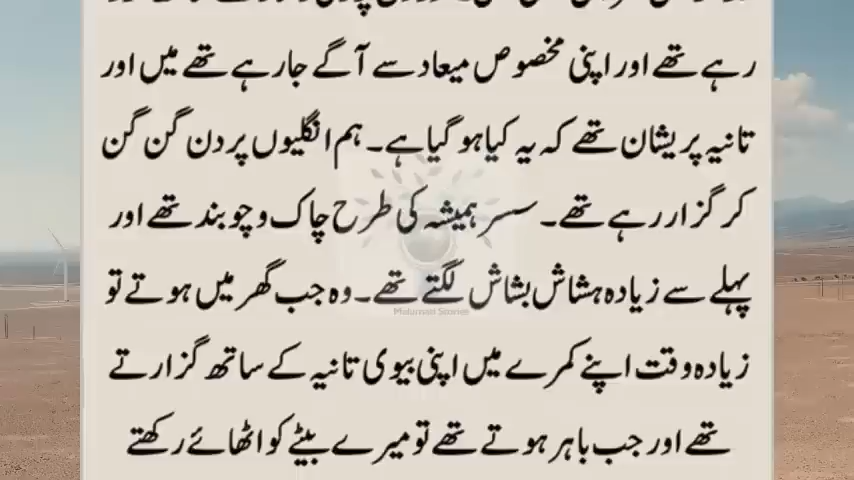 رہے تھے اور اپنی مخصوص میعاد سے آگے جارہے تھے میں اور
تانیہ پریشان تھے کہ یہ کیا ہو گیا ہے۔ ہم انگلیوں پر دن گن گن
کر گزار رہے تھے۔ سسر ہمیشہ کی طرح چاک و چوبند تھے اور
پہلے سے زیادہ ہشاش بشاش لگتے تھے۔ وہ جب گھر میں ہوتے تو
زیادہ وقت اپنے کمرے میں اپنی بیوی تانیہ کے ساتھ گزارتے
تھے اور جب باہر ہوتے تھے تو میرے بیٹے کو اٹھائے رکھتے